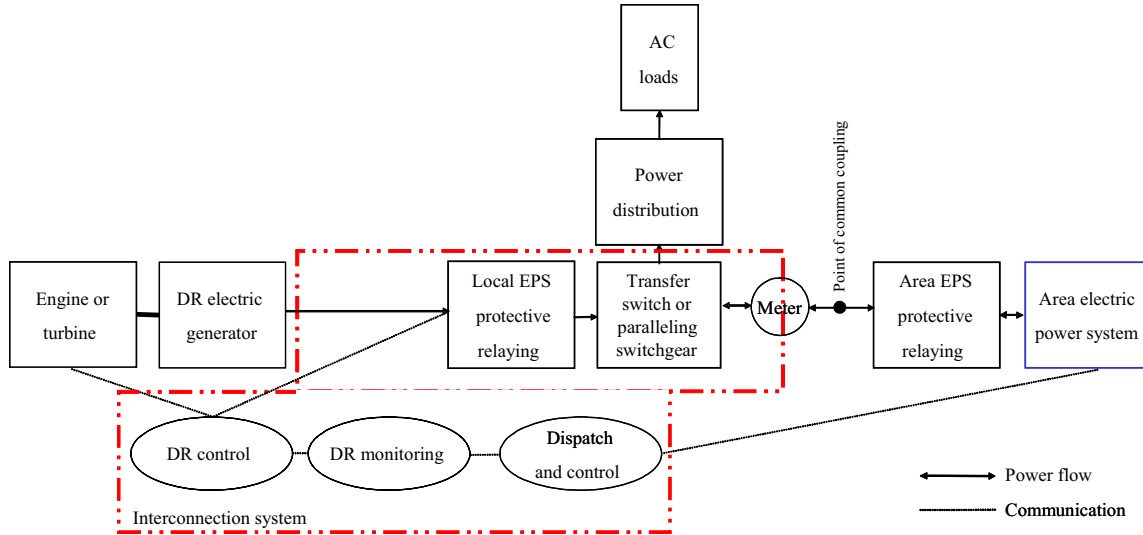 AC
loads
Power
distribution
Point of common coupling
Engine or
turbine
DR electric
generator
Local EPS
protective
relaying
Transfer
switch or
paralleling
switchgear
Meter
Area EPS
protective
relaying
Area electric
power system
DR control
DR monitoring
Dispatch
and control
Interconnection system
Power flow
Communication